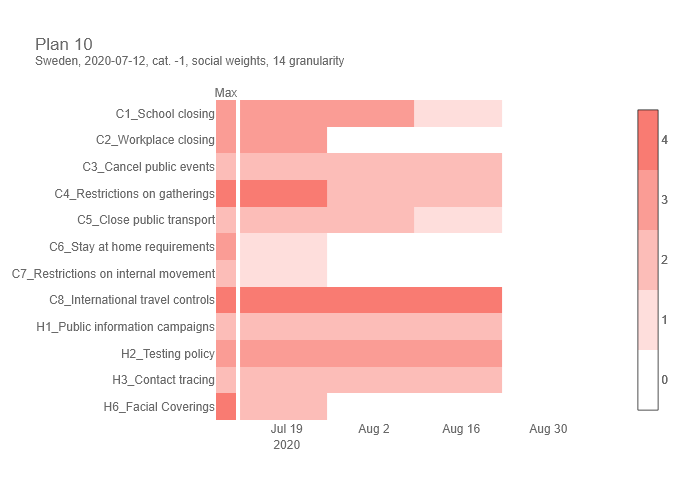 Plan 10
Sweden, 2020-07-12, cat. -1, social weights, 14 granularity
Max
C1_School closing
C2_Workplace closing
C3_Cancel public events
C4_Restrictions on gatherings
C5_Close public transport
C6_Stay at home requirements
C7_Restrictions on internal movement
C8_International travel controls
H1_Public information campaigns
H2_Testing policy
H3_Contact tracing
H6_Facial Coverings
Jul 19 Aug 2 Aug 16 Aug 30
2020
4
3
2
1
0